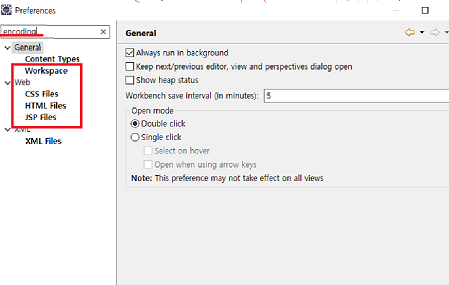 Preferences
encoding
General
Content Types
Workspace
Web
CSS Files
HTML Files
JSP Files
XML
XML Files
General
Always run in background
Keep next/previous editor, view and perspectives dialog open
Show heap status
Workbench save interval (in minutes): 5
Open mode
Double click
Single click
Select on hover
Open when using arrow keys
Note: This preference may not take effect on all views